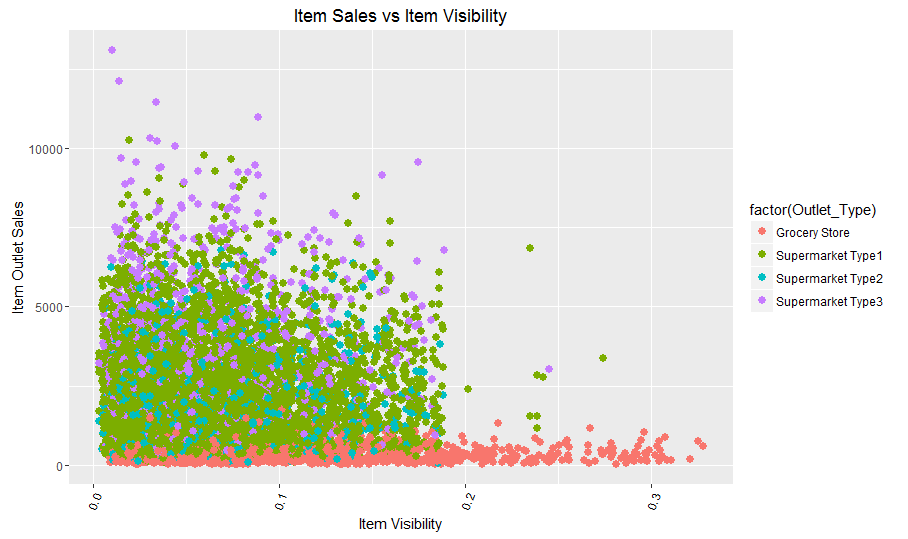 Item Sales vs Item Visibility
Item Outlet Sales
10000
5000
0
0.0
0.1
0.2
0.3
Item Visibility
factor(Outlet_Type)
Grocery Store
Supermarket Type1
Supermarket Type2
Supermarket Type3